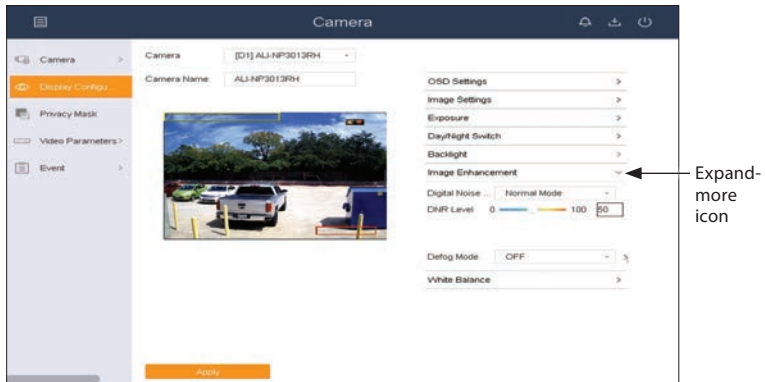 Camera
Camera
Display Configu...
Privacy Mask
Video Parameters
Event
Camera
[D1] ALI-NP3013RH
Camera Name
ALI-NP3013RH
OSD Settings
Image Settings
Exposure
Day/Night Switch
Backlight
Image Enhancement
Digital Noise ...
Normal Mode
DNR Level 0 100 50
Defog Mode
OFF
White Balance
Apply
Expand-
more
icon